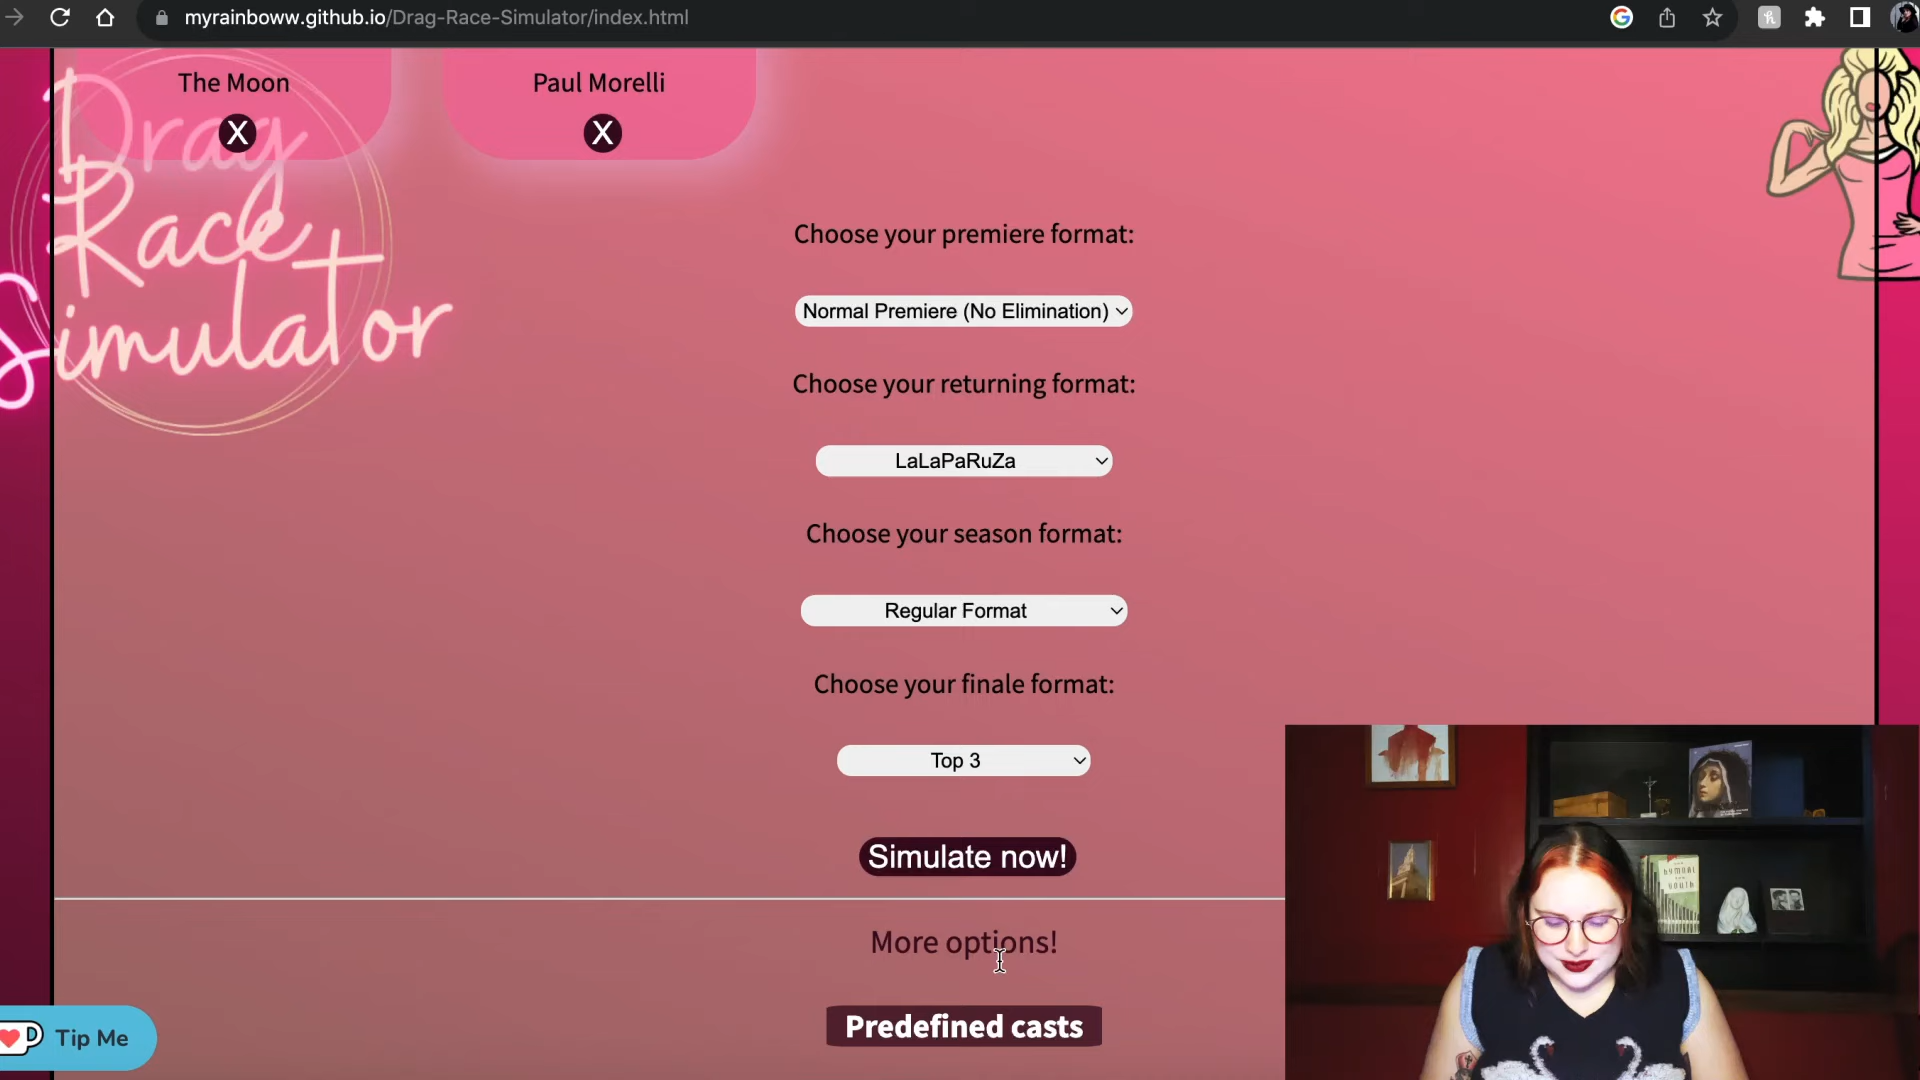 myrainboww.github.io/Drag-Race-Simulator/index.html
The Moon
Paul Morelli
X
X
Drag
Race
Simulator
Choose your premiere format:
Normal Premiere (No Elimination)
Choose your returning format:
LaLaPaRuZa
Choose your season format:
Regular Format
Choose your finale format:
Top 3
Simulate now!
More options!
Predefined casts
Tip Me